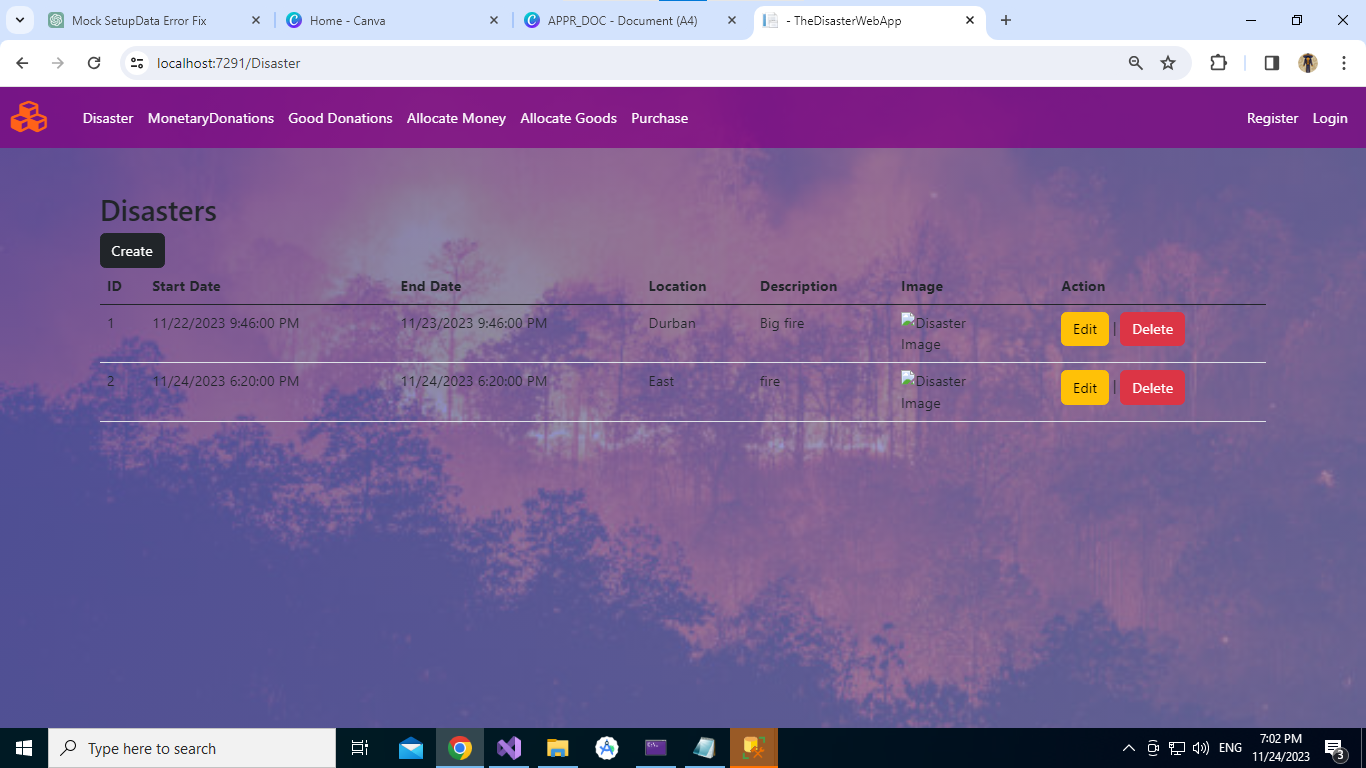 Mock SetupData Error Fix
Home - Canva
APPR_DOC - Document (A4)
- TheDisasterWebApp
localhost:7291/Disaster
Disaster MonetaryDonations Good Donations Allocate Money Allocate Goods Purchase Register Login
Disasters
Create
ID Start Date End Date Location Description Image Action
1 11/22/2023 9:46:00 PM 11/23/2023 9:46:00 PM Durban Big fire Disaster Image Edit | Delete
2 11/24/2023 6:20:00 PM 11/24/2023 6:20:00 PM East fire Disaster Image Edit | Delete
Type here to search
ENG
7:02 PM
11/24/2023
3